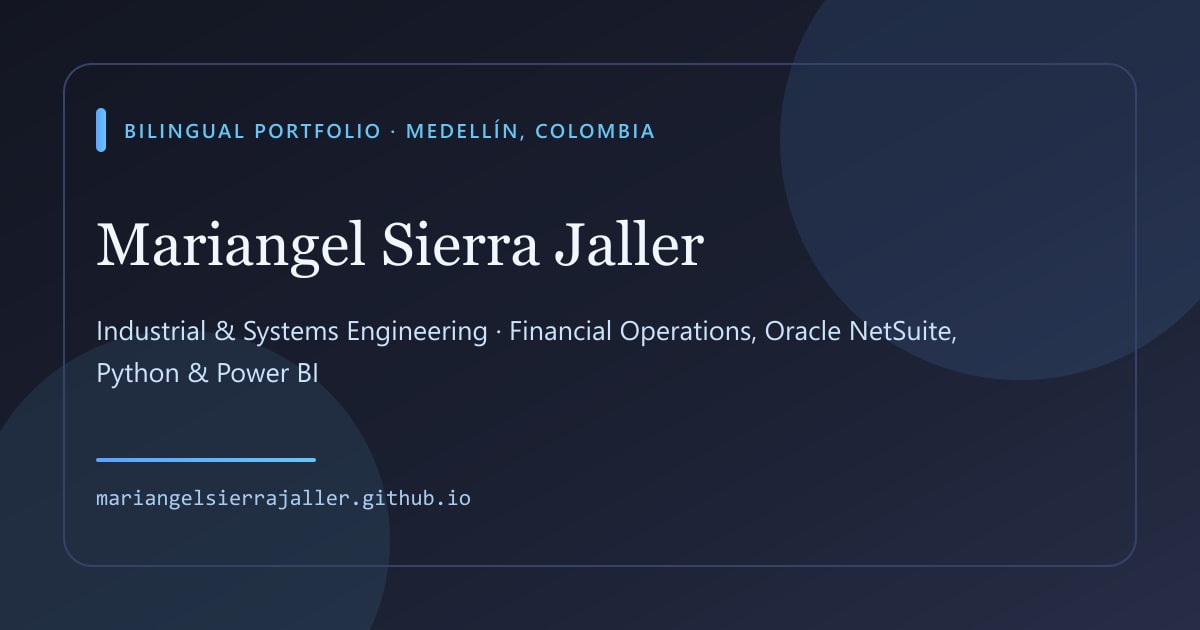 BILINGUAL PORTFOLIO · MEDELLÍN, COLOMBIA
Mariangel Sierra Jaller
Industrial & Systems Engineering · Financial Operations, Oracle NetSuite,
Python & Power BI
mariangelsierrajaller.github.io